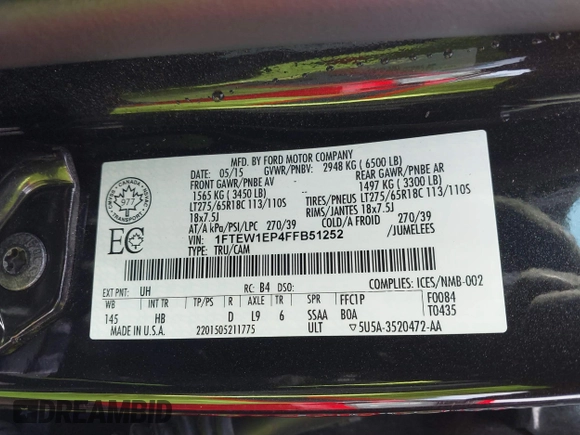 MFD. BY FORD MOTOR COMPANY
DATE: 05/15 GVWR/PNBV: 2948 KG ( 6500 LB)
FRONT GAWR/PNBE AV REAR GAWR/PNBE AR
1565 KG ( 3450 LB) 1497 KG ( 3300 LB)
LT275/65R18C 113/110S TIRES/PNEUS LT275/65R18C 113/110S
18x7.5J RIMS/JANTES 18x7.5J
AT/A kPa/PSI/LPC 270/39 COLD/A FROID 270/39
VIN: 1FTEW1EP4FFB51252 /JUMELEES
TYPE: TRU/CAM
CANADA
977
TRANSPORT
EC
EXT PNT: UH RC: B4 DSO: COMPLIES: ICES/NMB-002
WB INT TR TP/PS R AXLE TR SPR FFC1P F0084
145 HB D L9 6 SSAA BOA T0435
MADE IN U.S.A. 2201505211775 ULT 5U5A-3520472-AA
DREAMBID